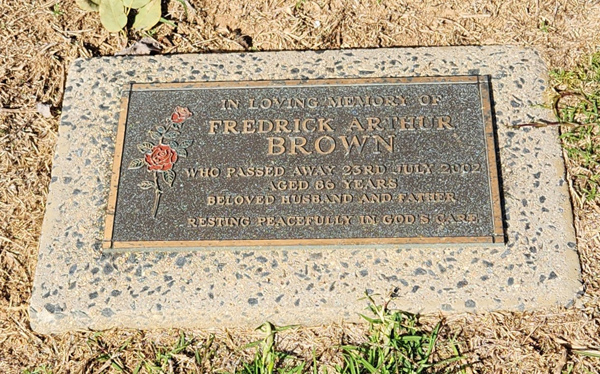 IN LOVING MEMORY OF
FREDRICK ARTHUR
BROWN
WHO PASSED AWAY 23RD JULY 2002
AGED 86 YEARS
BELOVED HUSBAND AND FATHER
RESTING PEACEFULLY IN GOD'S CARE